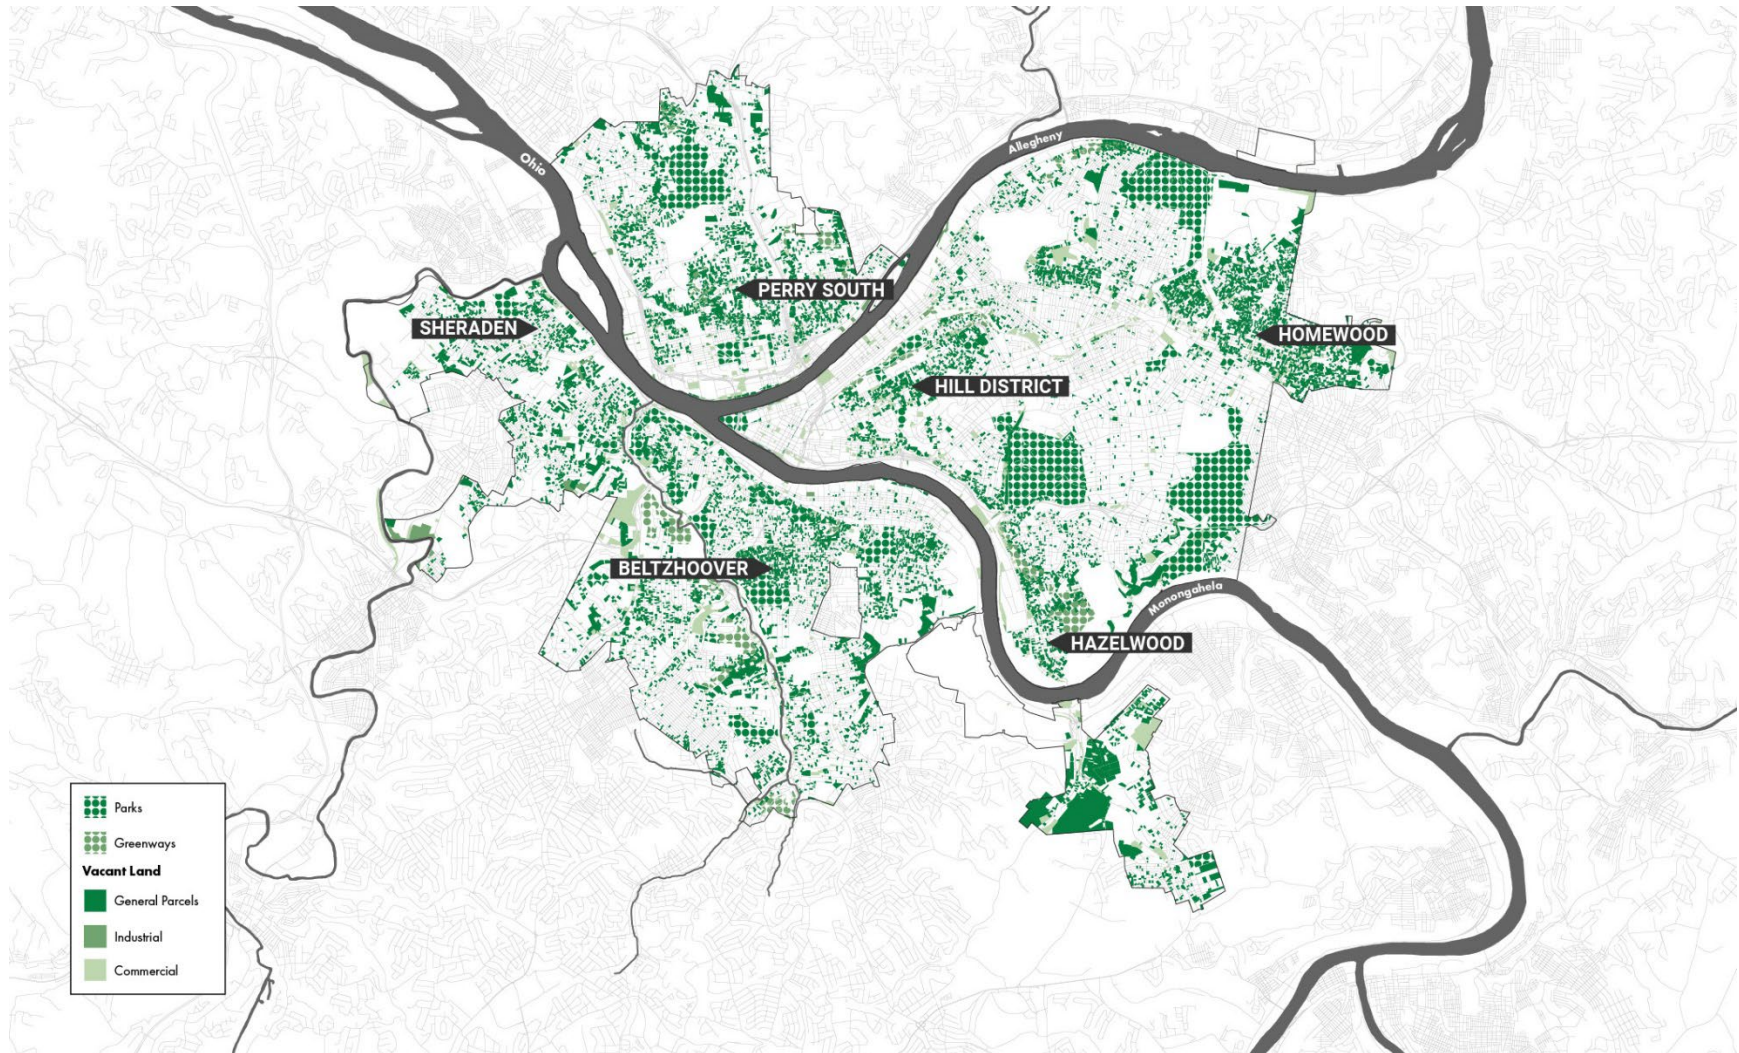 Ohio
Allegheny
PERRY SOUTH
SHERADEN
HOMEWOOD
HILL DISTRICT
BELTZHOOVER
Monongahela
HAZELWOOD
Parks
Greenways
Vacant Land
General Parcels
Industrial
Commercial